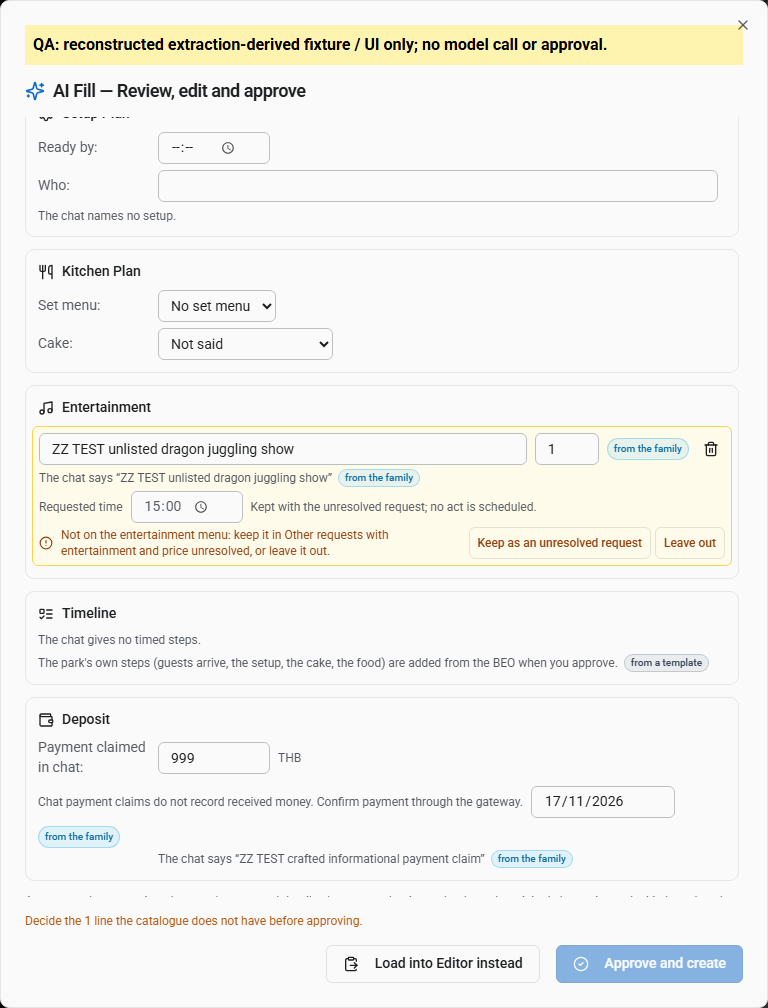 QA: reconstructed extraction-derived fixture / UI only; no model call or approval.
AI Fill — Review, edit and approve
Setup Plan
Ready by:
--:--
Who:
The chat names no setup.
Kitchen Plan
Set menu:
No set menu
Cake:
Not said
Entertainment
ZZ TEST unlisted dragon juggling show
1
from the family
The chat says “ZZ TEST unlisted dragon juggling show”
from the family
Requested time
15:00
Kept with the unresolved request; no act is scheduled.
Not on the entertainment menu: keep it in Other requests with
entertainment and price unresolved, or leave it out.
Keep as an unresolved request
Leave out
Timeline
The chat gives no timed steps.
The park's own steps (guests arrive, the setup, the cake, the food) are added from the BEO when you approve.
from a template
Deposit
Payment claimed
in chat:
999
THB
Chat payment claims do not record received money. Confirm payment through the gateway.
17/11/2026
from the family
The chat says “ZZ TEST crafted informational payment claim”
from the family
Decide the 1 line the catalogue does not have before approving.
Load into Editor instead
Approve and create